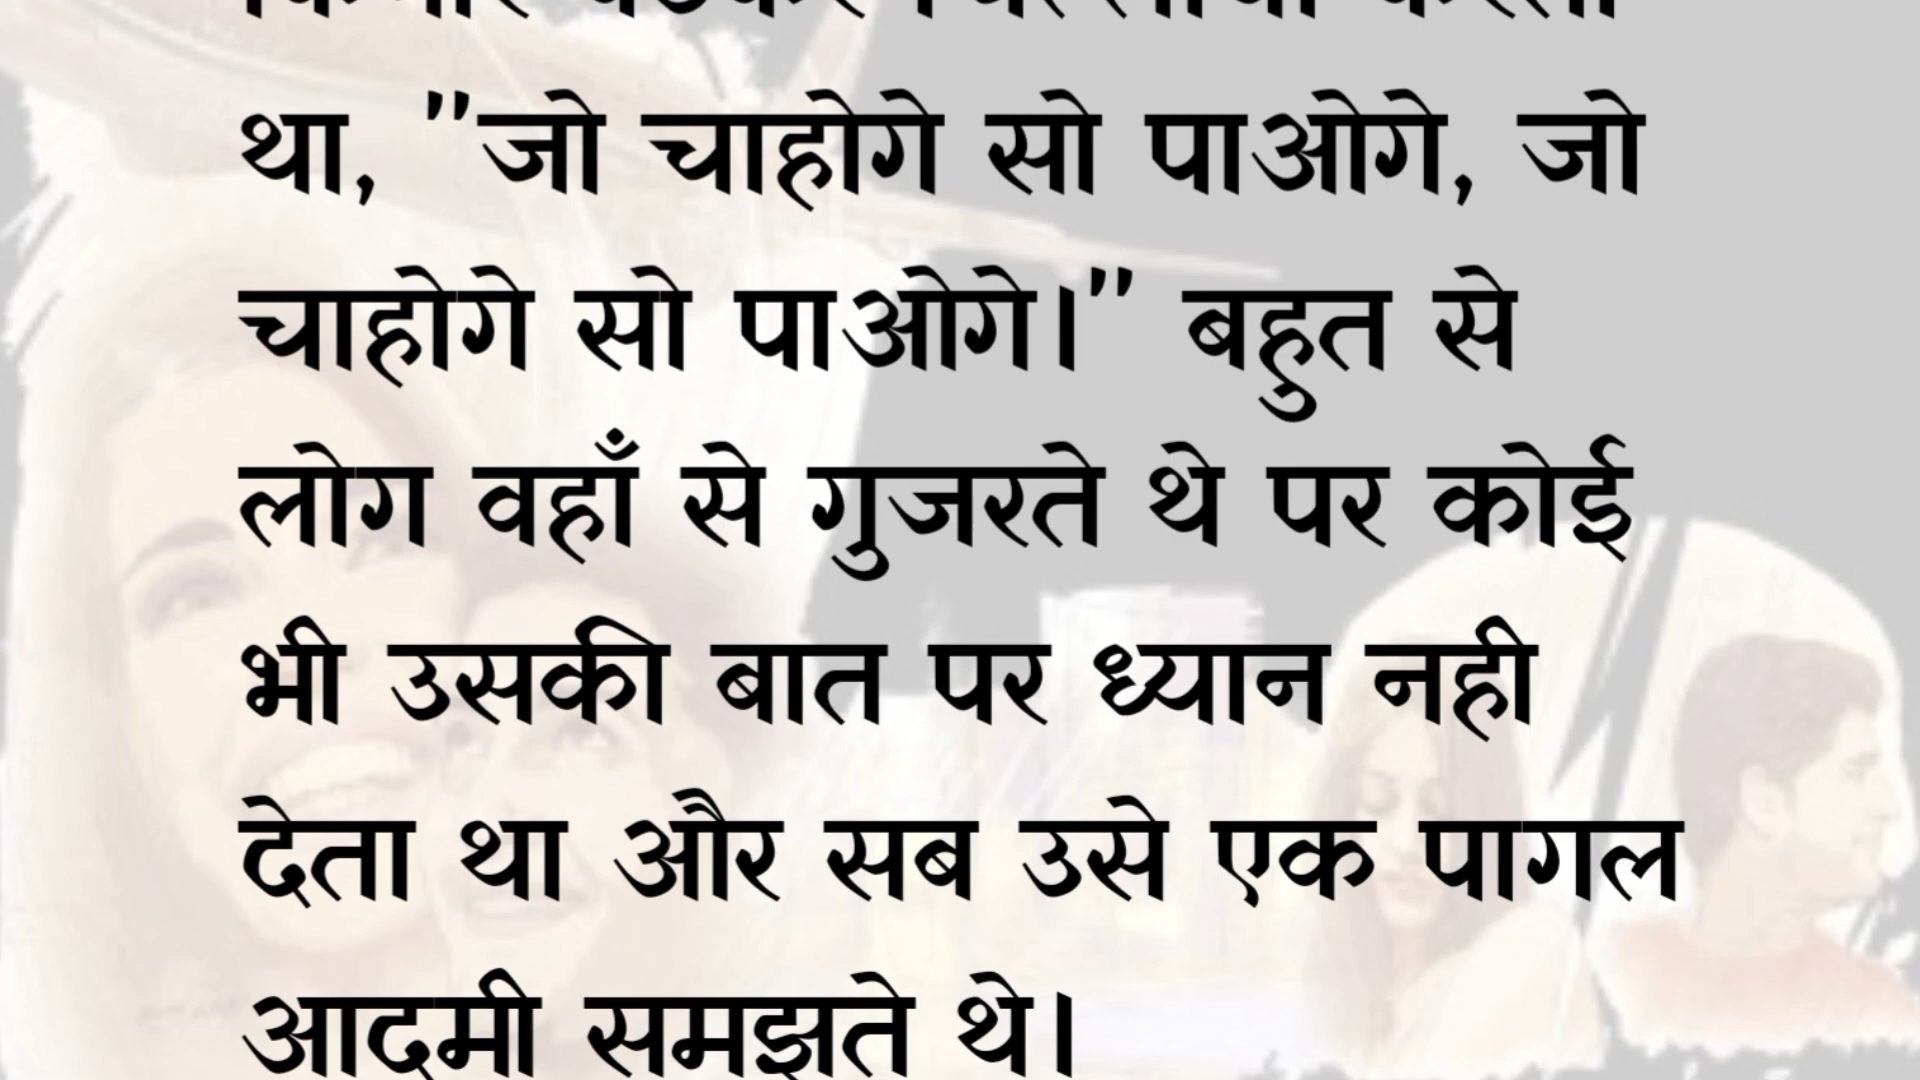 था, "जो चाहोगे सो पाओगे, जो
चाहोगे सो पाओगे।" बहुत से
लोग वहाँ से गुजरते थे पर कोई
भी उसकी बात पर ध्यान नही
देता था और सब उसे एक पागल
आदमी समझते थे।